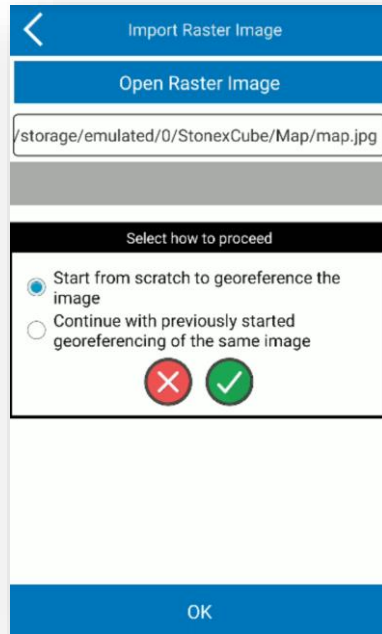 Import Raster Image
Open Raster Image
/storage/emulated/0/StonexCube/Map/map.jpg
Select how to proceed
Start from scratch to georeference the
image
Continue with previously started
georeferencing of the same image
OK